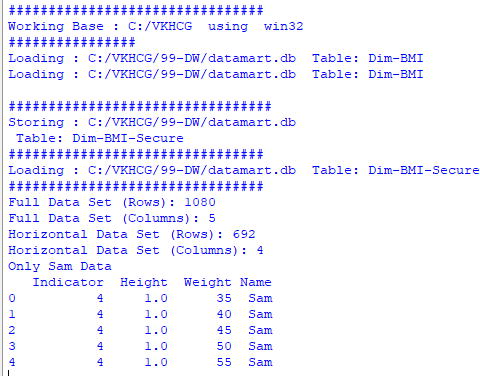 ################################
Working Base : C:/VKHCG  using  win32
################
Loading : C:/VKHCG/99-DW/datamart.db  Table: Dim-BMI
Loading : C:/VKHCG/99-DW/datamart.db  Table: Dim-BMI

#################################
Storing : C:/VKHCG/99-DW/datamart.db
 Table: Dim-BMI-Secure
################################
Loading : C:/VKHCG/99-DW/datamart.db  Table: Dim-BMI-Secure
################################
Full Data Set (Rows): 1080
Full Data Set (Columns): 5
Horizontal Data Set (Rows): 692
Horizontal Data Set (Columns): 4
Only Sam Data
   Indicator  Height  Weight Name
0          4     1.0      35  Sam
1          4     1.0      40  Sam
2          4     1.0      45  Sam
3          4     1.0      50  Sam
4          4     1.0      55  Sam